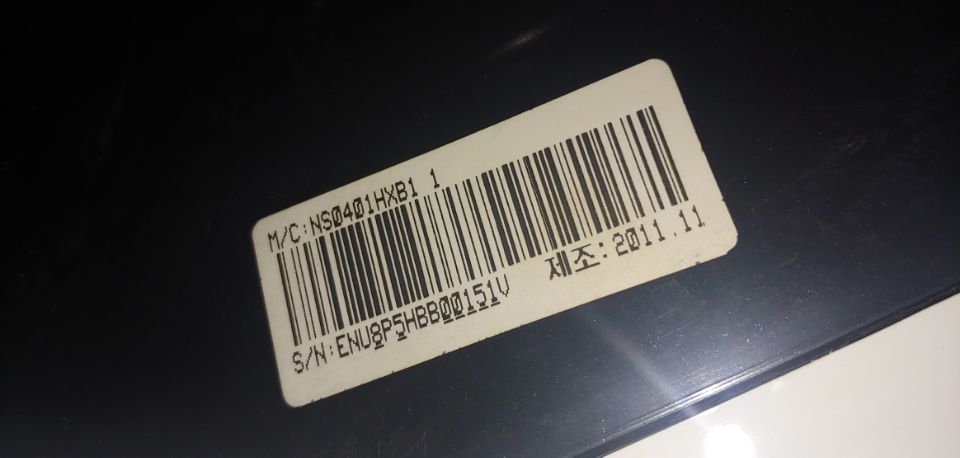 M/C:NS0401HXB1 1
S/N:ENU8P5HBB00151V
제조:2011.11